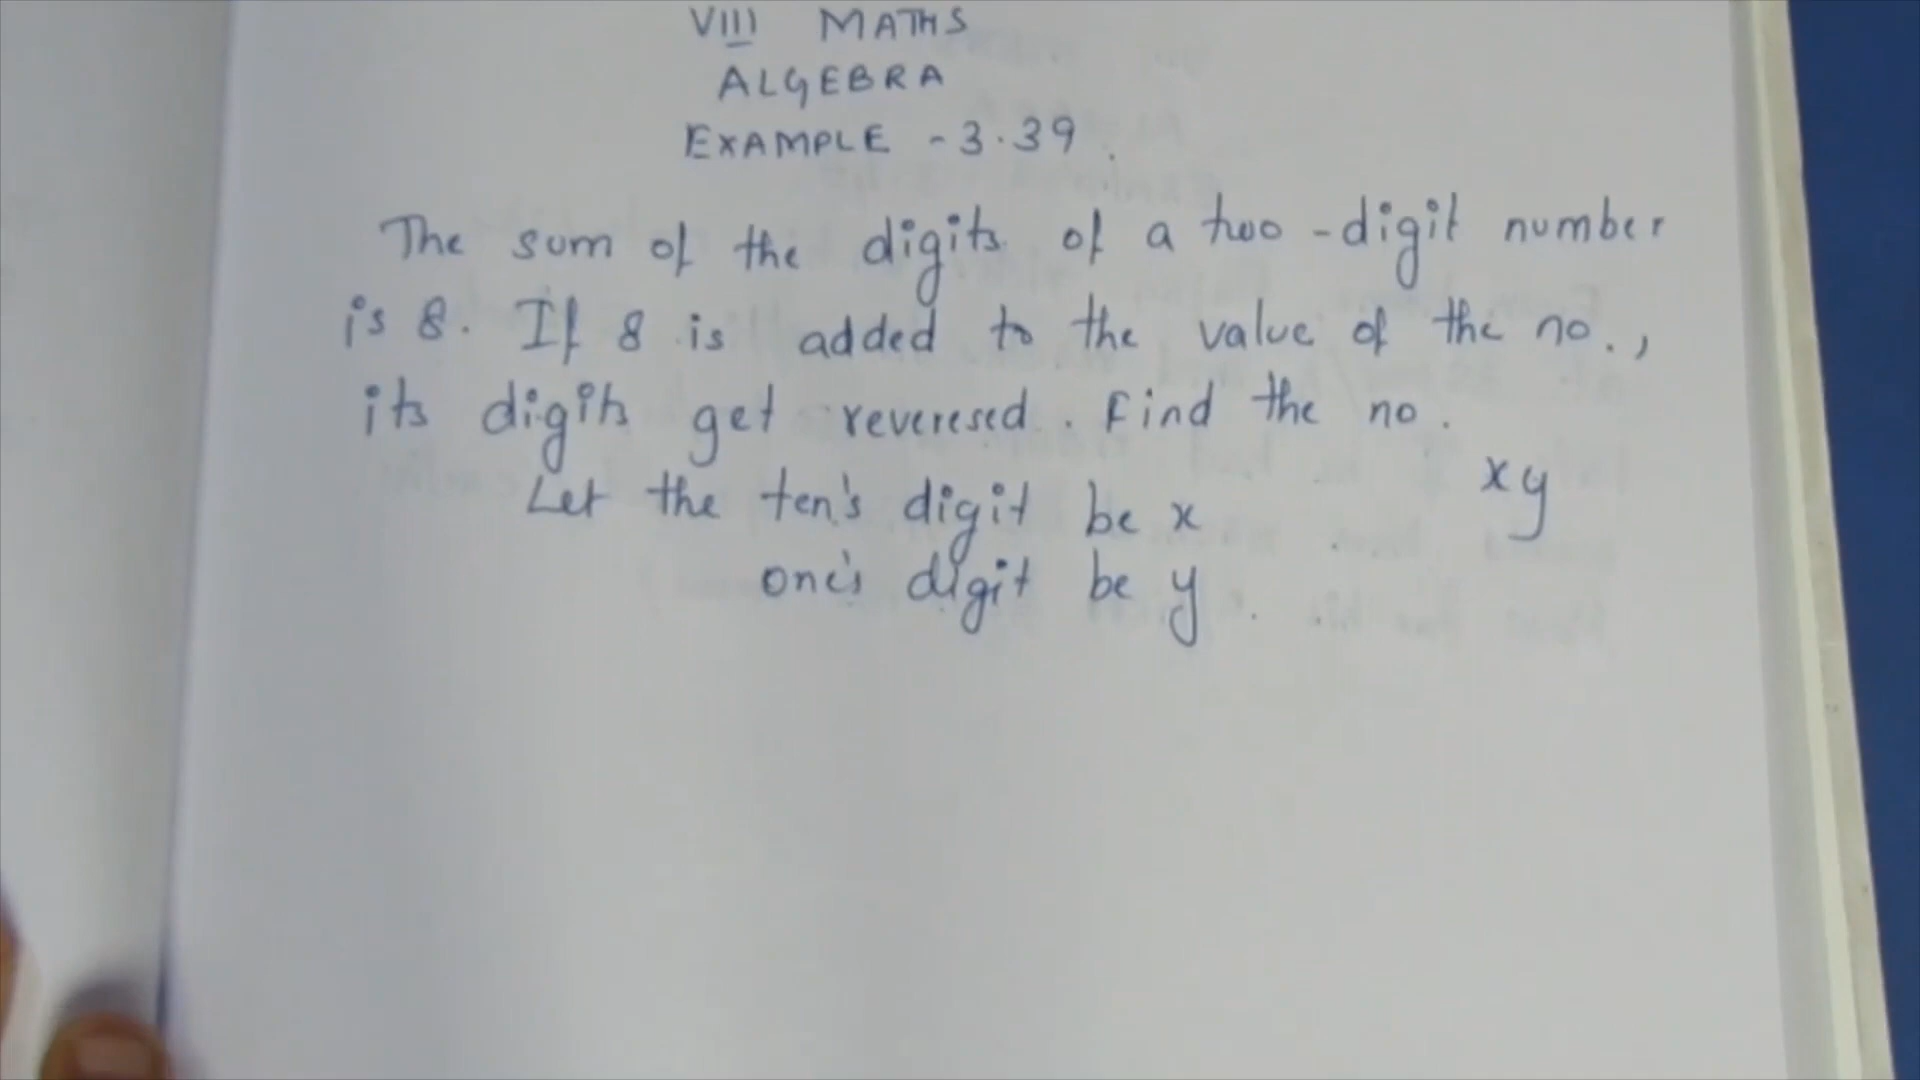 VIII MATHS
ALGEBRA
EXAMPLE - 3.39.
The sum of the digits of a two-digit number
is 8. If 8 is added to the value of the no.,
its digits get reveresed. Find the no.
Let the ten's digit be x xy
one's digit be y.